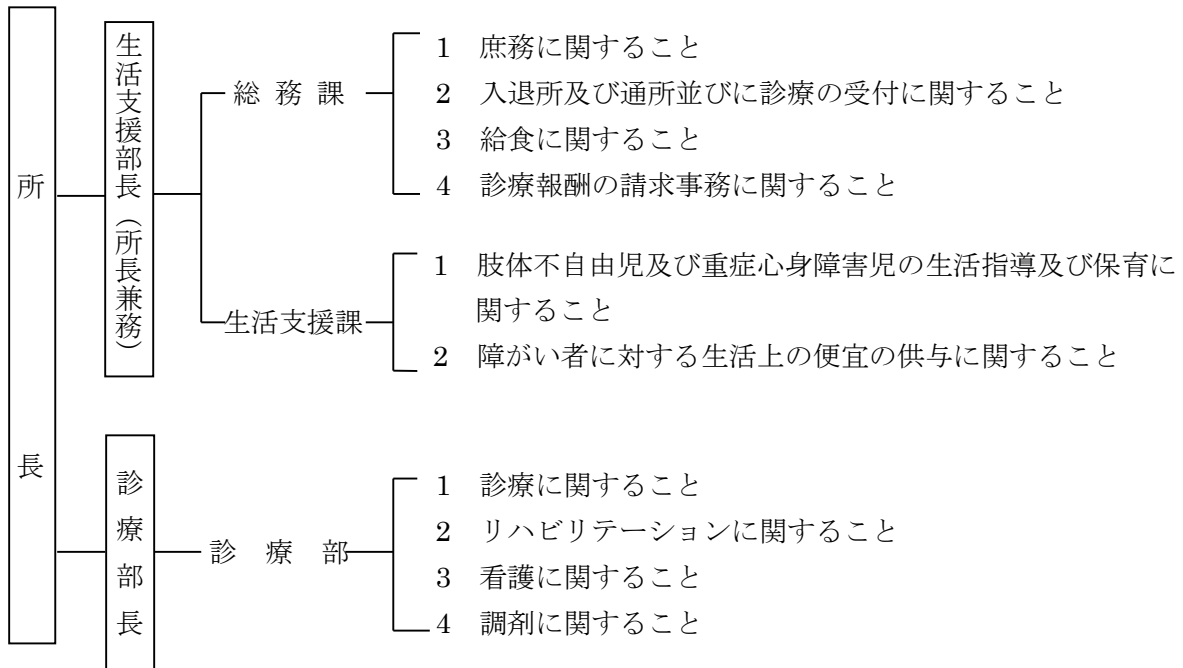 所長
生活支援部長（所長兼務）
総務課
1 庶務に関すること
2 入退所及び通所並びに診療の受付に関すること
3 給食に関すること
4 診療報酬の請求事務に関すること
生活支援課
1 肢体不自由児及び重症心身障害児の生活指導及び保育に
関すること
2 障がい者に対する生活上の便宜の供与に関すること
診療部長
診療部
1 診療に関すること
2 リハビリテーションに関すること
3 看護に関すること
4 調剤に関すること